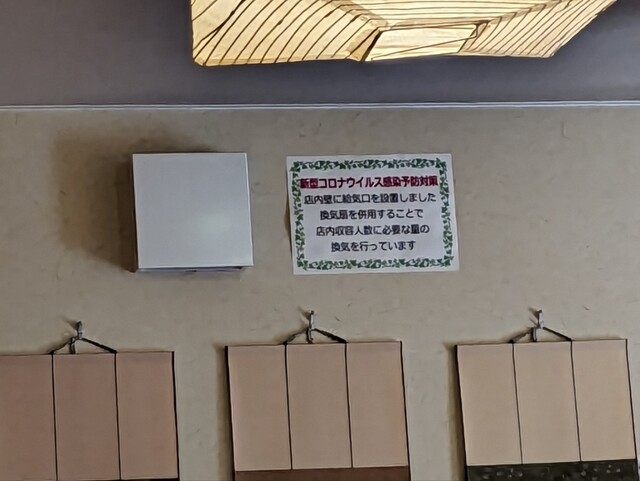 新型コロナウイルス感染予防対策
店内壁に給気口を設置しました
換気扇を併用することで
店内収容人数に必要な量の
換気を行っています